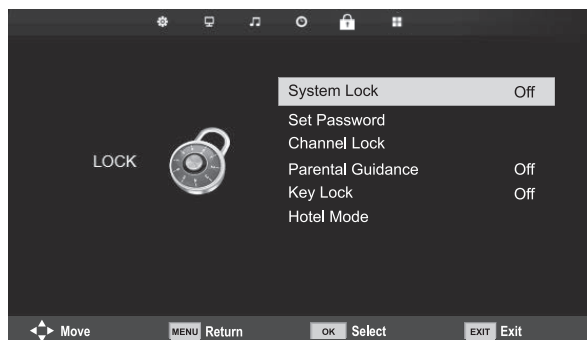 System Lock Off
Set Password
Channel Lock
LOCK
Parental Guidance Off
Key Lock Off
Hotel Mode
Move MENU Return OK Select EXIT Exit